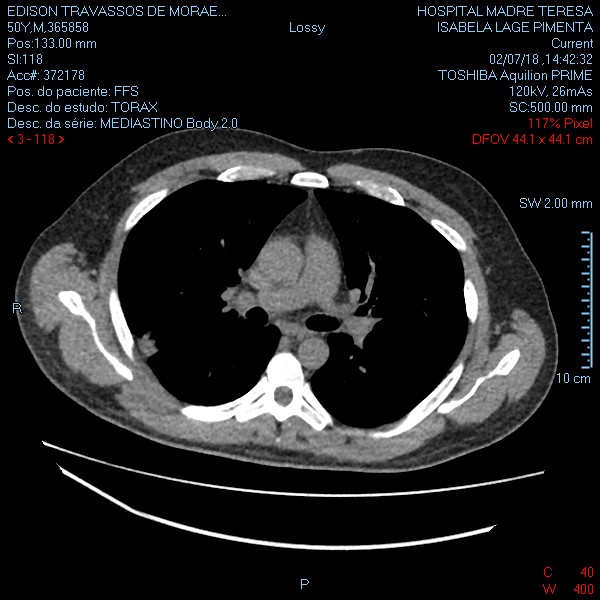 EDISON TRAVASSOS DE MORAE...
50Y,M,365858
Pos:133.00 mm
SI:118
Acc#: 372178
Pos. do paciente: FFS
Desc. do estudo: TORAX
Desc. da série: MEDIASTINO Body 2.0
< 3 - 118 >
Lossy
HOSPITAL MADRE TERESA
ISABELA LAGE PIMENTA
Current
02/07/18 ,14:42:32
TOSHIBA Aquilion PRIME
120kV, 26mAs
SC:500.00 mm
117% Pixel
DFOV 44.1 x 44.1 cm
SW 2.00 mm
R
10 cm
P
C 40
W 400